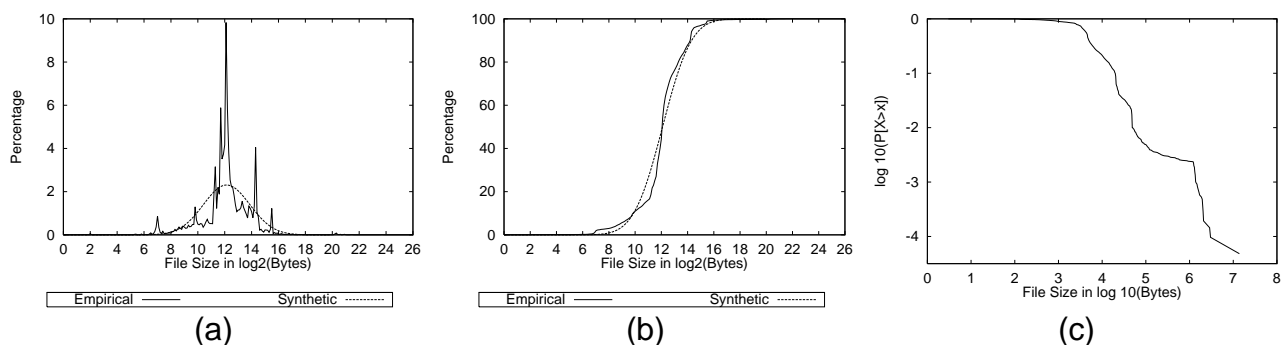 10
8
6
4
2
0
Percentage
0 2 4 6 8 10 12 14 16 18 20 22 24 26
File Size in log2(Bytes)
Empirical Synthetic
(a)
100
80
60
40
20
0
Percentage
0 2 4 6 8 10 12 14 16 18 20 22 24 26
File Size in log2(Bytes)
Empirical Synthetic
(b)
0
-1
-2
-3
-4
log 10(P[X>x])
0 1 2 3 4 5 6 7 8
File Size in log 10(Bytes)
(c)